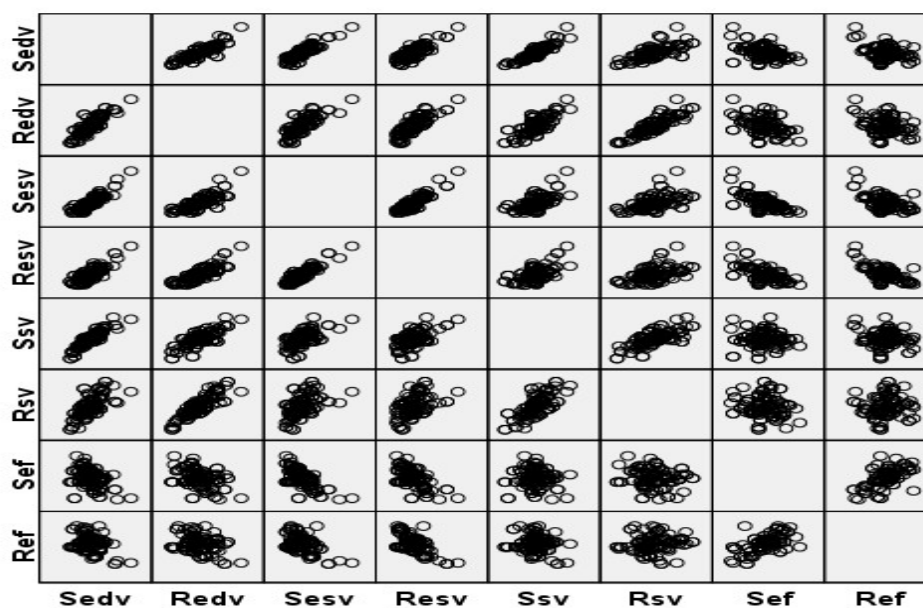 Sedv
Redv
Sesv
Resv
Ssv
Rsv
Sef
Ref
Sedv Redv Sesv Resv Ssv Rsv Sef Ref